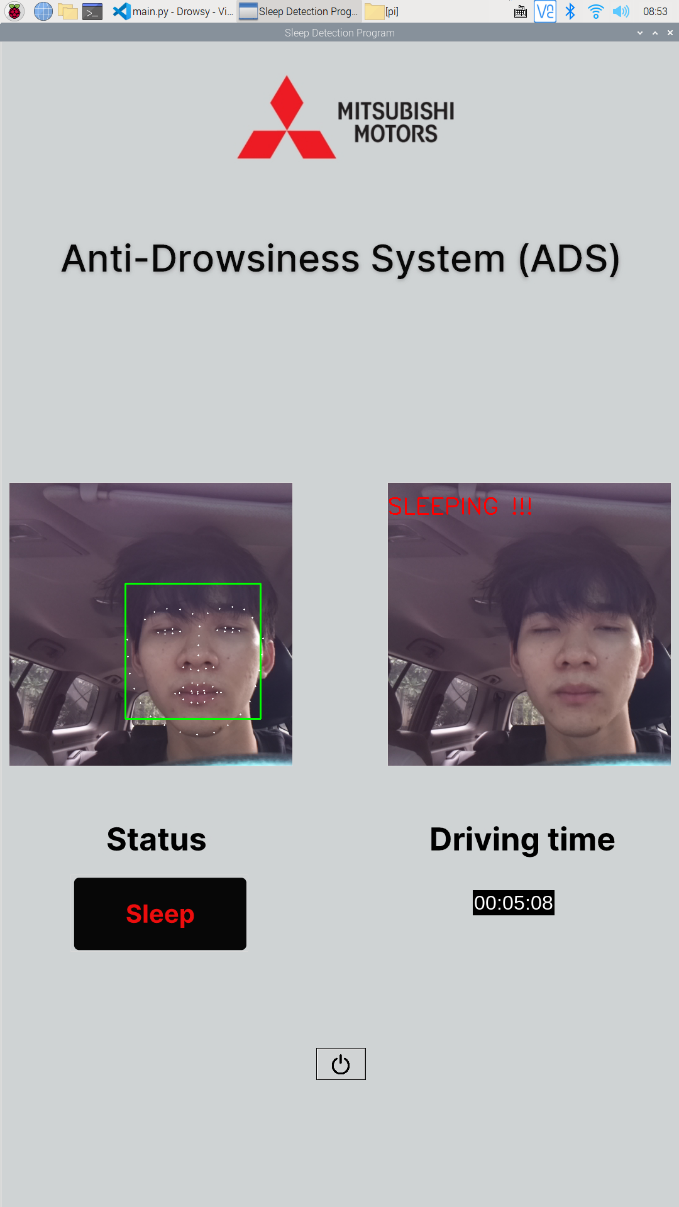 main.py - Drowsy - Vi... Sleep Detection Prog... [pi] 08:53
Sleep Detection Program
MITSUBISHI
MOTORS
Anti-Drowsiness System (ADS)
SLEEPING !!!
Status
Driving time
Sleep
00:05:08